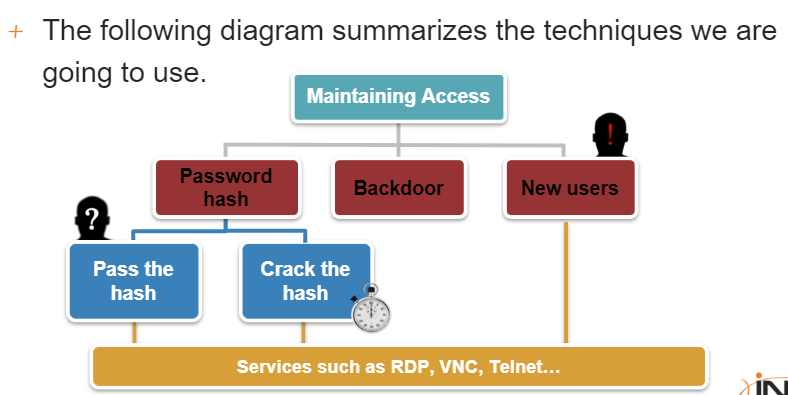 + The following diagram summarizes the techniques we are
going to use.
Maintaining Access
!
Password
hash
Backdoor
New users
?
Pass the
hash
Crack the
hash
Services such as RDP, VNC, Telnet...
IN